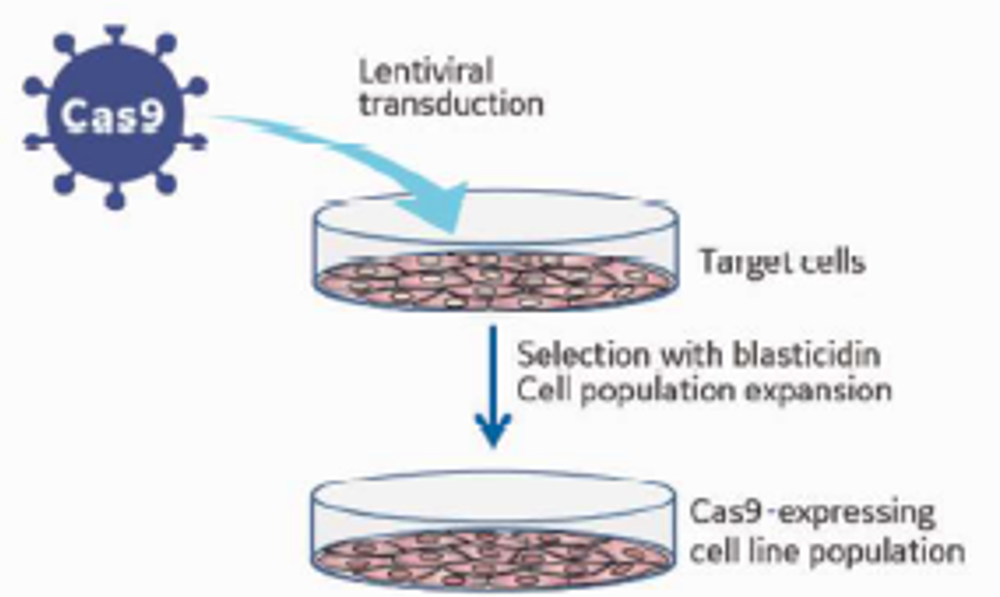 Cas9
Lentiviral
transduction
Target cells
Selection with blasticidin
Cell population expansion
Cas9-expressing
cell line population